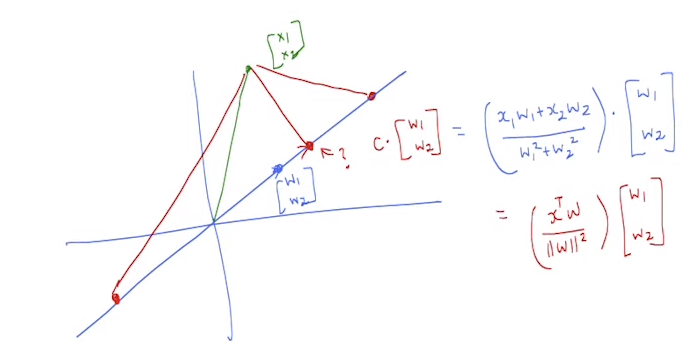 [x1
x2]
c · [w1
w2] = (x1w1+x2w2 / w1²+w2²) · [w1
w2]
← ?
[w1
w2]
= (xᵀw / ||w||²) [w1
w2]